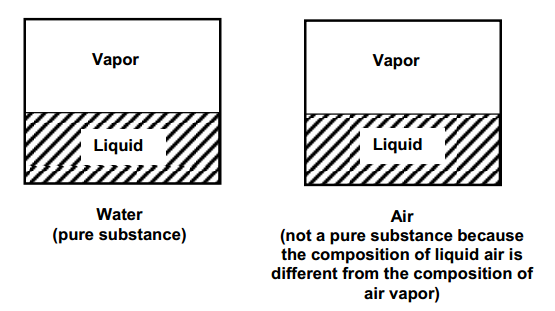 Vapor
Liquid
Water
(pure substance)
Vapor
Liquid
Air
(not a pure substance because
the composition of liquid air is
different from the composition of
air vapor)